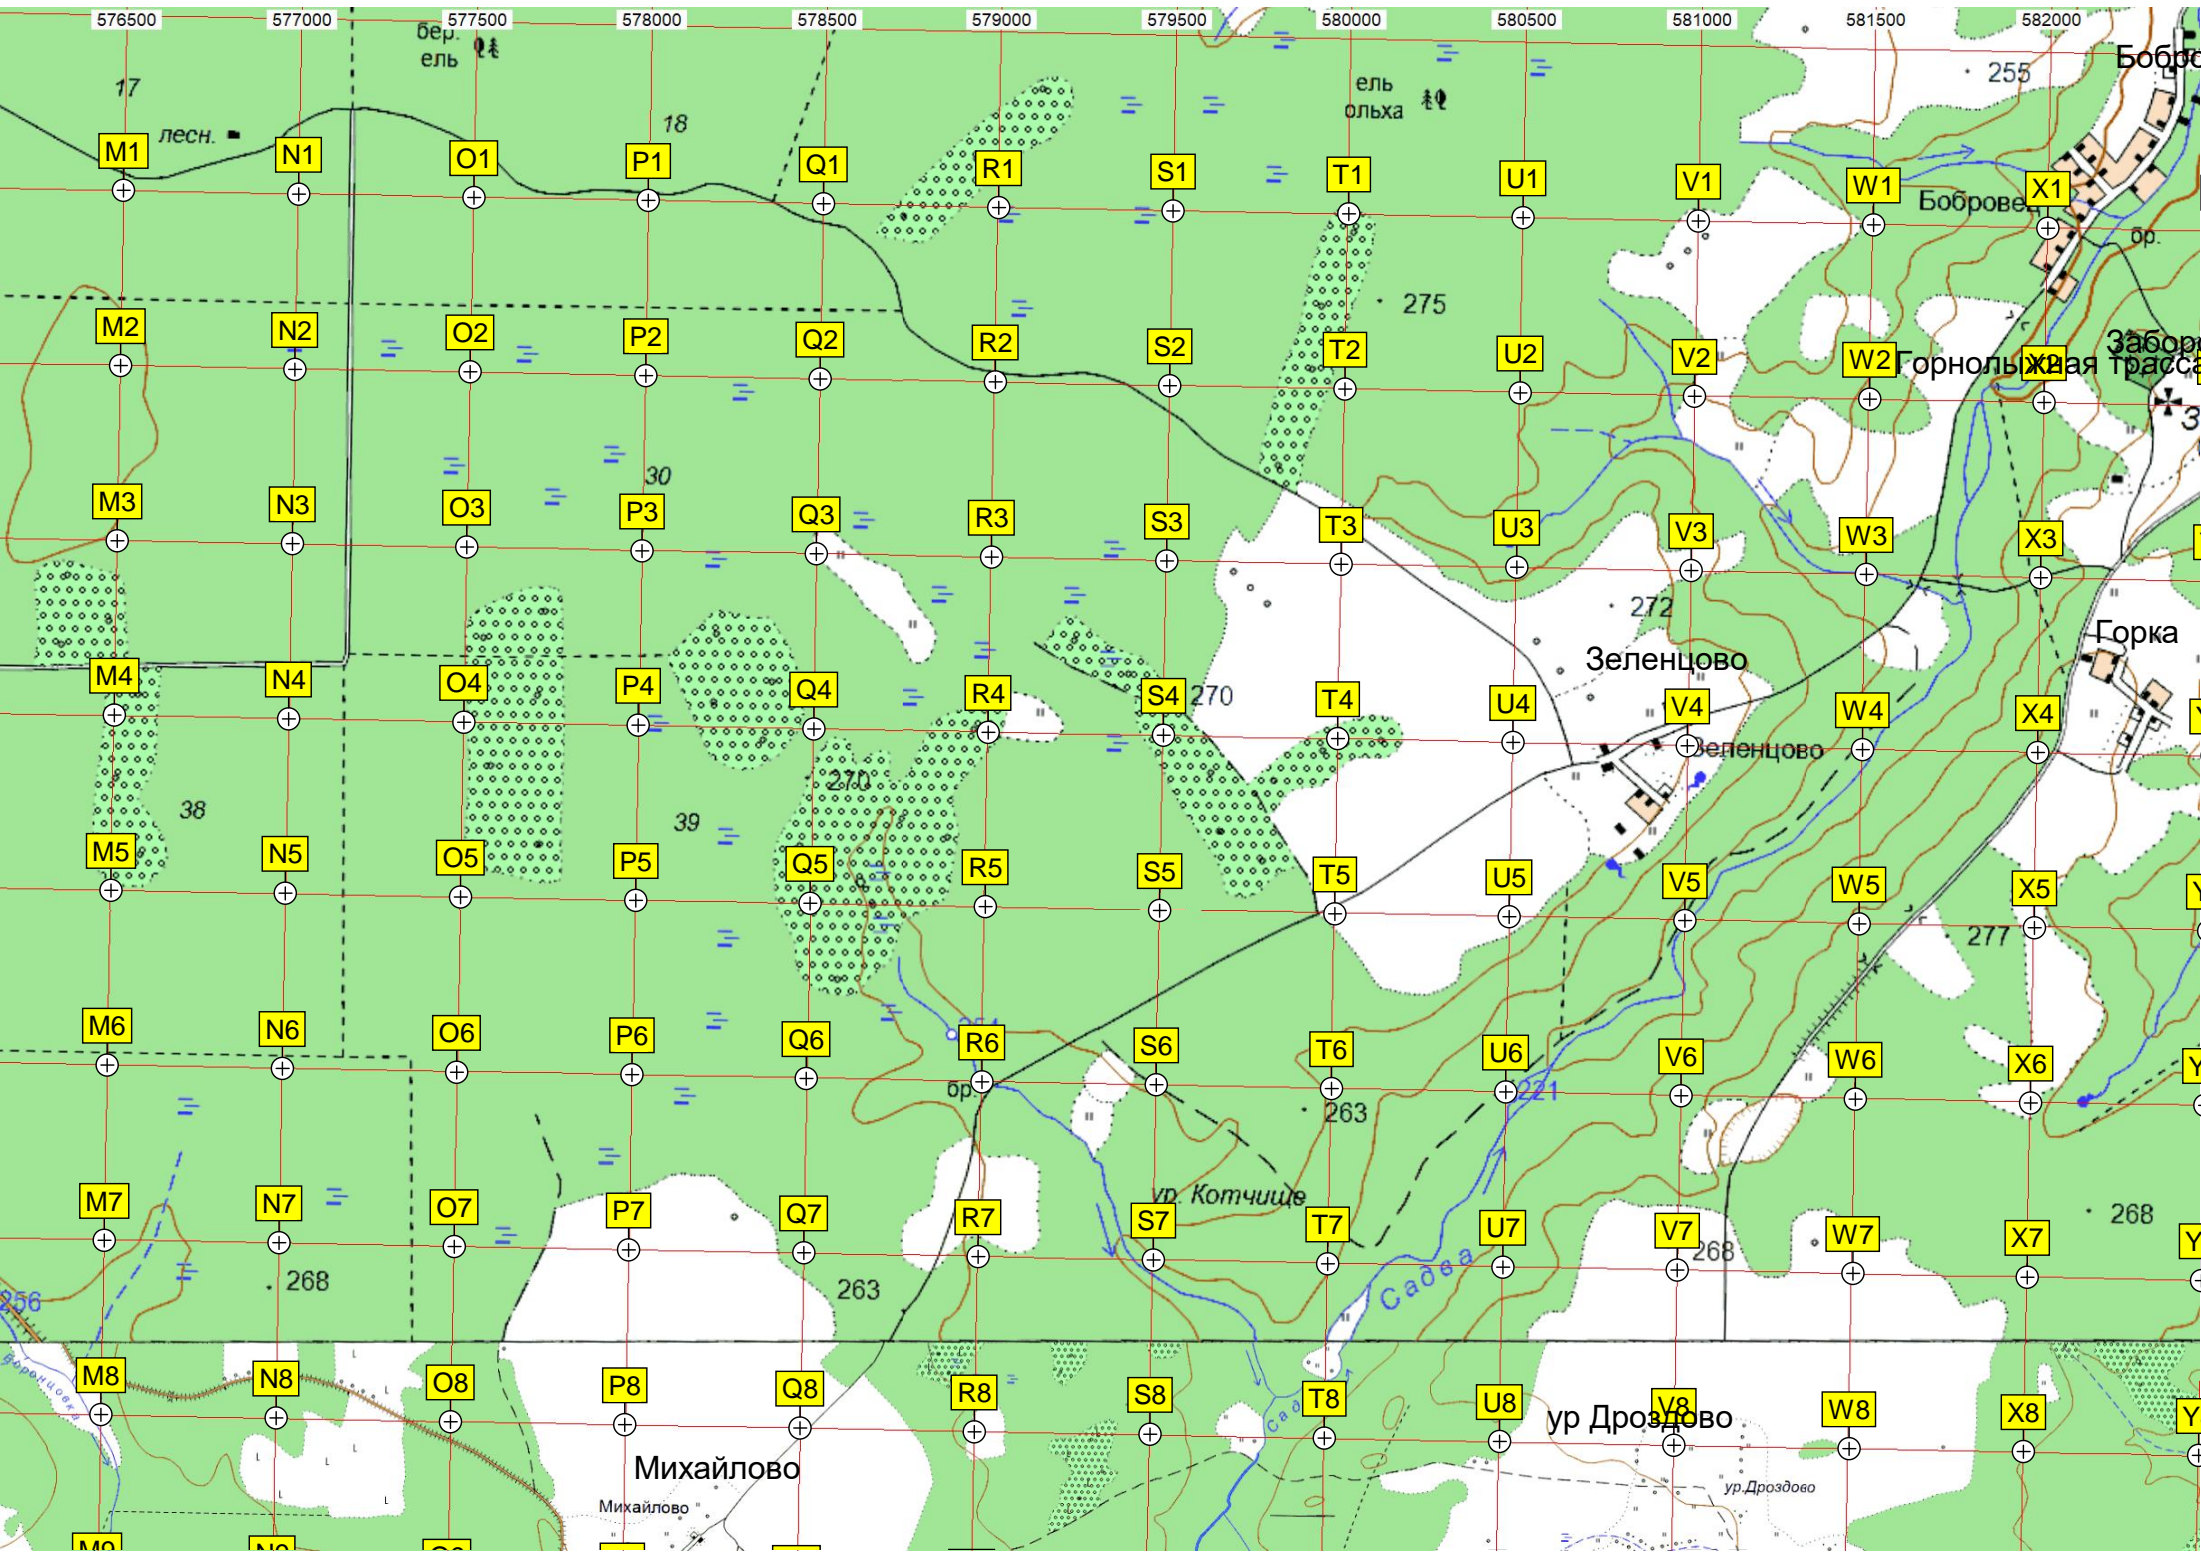 576500 577000 577500 578000 578500 579000 579500 580000 580500 581000 581500 582000
бер.
ель
17
ель
ольха
255
Бобро
18
лесн.
M1 N1 O1 P1 Q1 R1 S1 T1 U1 V1 W1 X1
Бобровец
бр.
275
M2 N2 O2 P2 Q2 R2 S2 T2 U2 V2 W2 X2
Заборо
Горнолыжная трасса
З
30
M3 N3 O3 P3 Q3 R3 S3 T3 U3 V3 W3 X3
272
Горка
Зеленцово
M4 N4 O4 P4 Q4 R4 S4 270 T4 U4 V4 W4 X4 Y
Зеленцово
270
38
39
M5 N5 O5 P5 Q5 R5 S5 T5 U5 V5 W5 X5 Y
277
M6 N6 O6 P6 Q6 R6 S6 T6 U6 V6 W6 X6 Y
бр.
263
221
ур. Котчище
M7 N7 O7 P7 Q7 R7 S7 T7 U7 V7 W7 X7 Y
268
268
268
263
256
Садва
Воронцовка
M8 N8 O8 P8 Q8 R8 S8 T8 U8 V8 W8 X8 Y
Сад
ур Дроздово
Михайлово
ур.Дроздово
Михайлово
M9 N9 O9